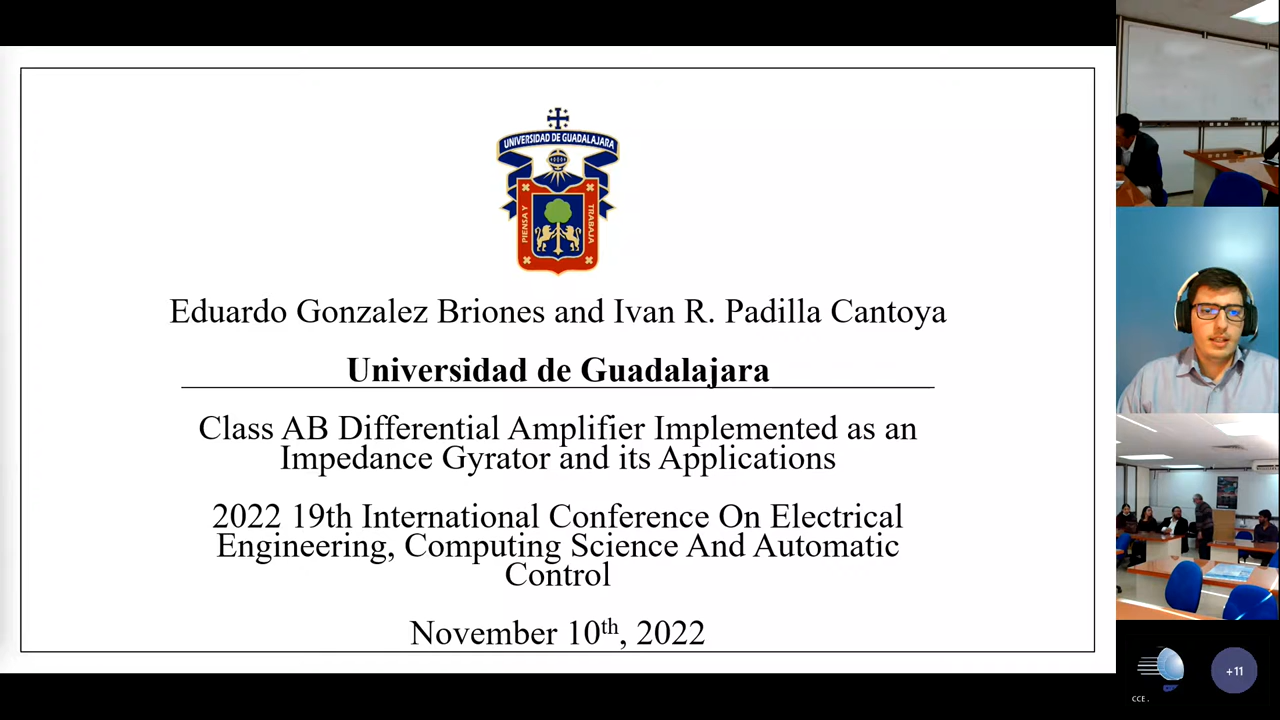 UNIVERSIDAD DE GUADALAJARA
PIENSA Y
TRABAJA
Eduardo Gonzalez Briones and Ivan R. Padilla Cantoya
Universidad de Guadalajara
Class AB Differential Amplifier Implemented as an
Impedance Gyrator and its Applications
2022 19th International Conference On Electrical
Engineering, Computing Science And Automatic
Control
November 10th, 2022
CCE .
+11